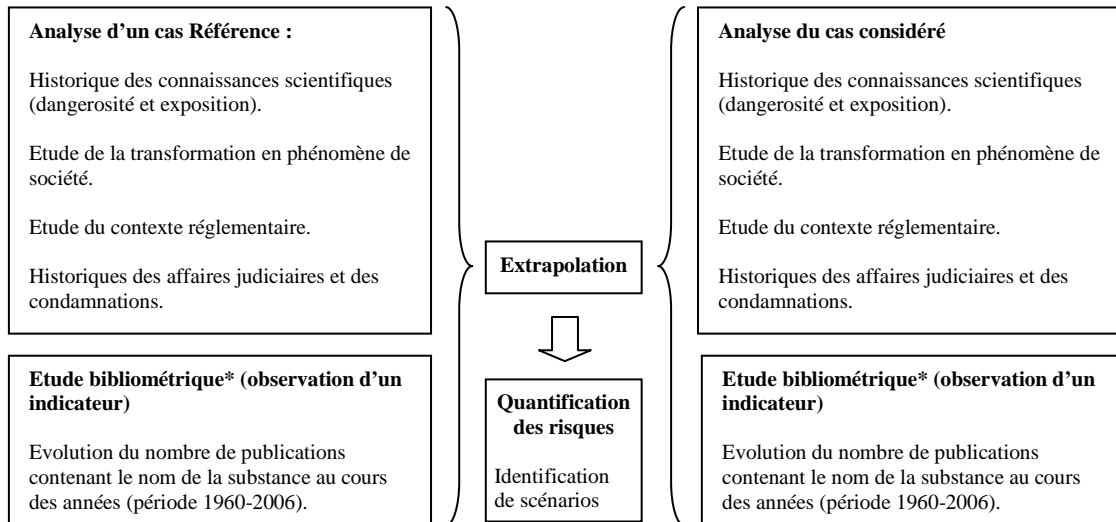 Analyse d'un cas Référence :
Historique des connaissances scientifiques
(dangerosité et exposition).
Etude de la transformation en phénomène de
société.
Etude du contexte réglementaire.
Historiques des affaires judiciaires et des
condamnations.
Etude bibliométrique* (observation d'un
indicateur)
Evolution du nombre de publications
contenant le nom de la substance au cours
des années (période 1960-2006).
Extrapolation
Quantification
des risques
Identification
de scénarios
Analyse du cas considéré
Historique des connaissances scientifiques
(dangerosité et exposition).
Etude de la transformation en phénomène de
société.
Etude du contexte réglementaire.
Historiques des affaires judiciaires et des
condamnations.
Etude bibliométrique* (observation d'un
indicateur)
Evolution du nombre de publications
contenant le nom de la substance au cours
des années (période 1960-2006).